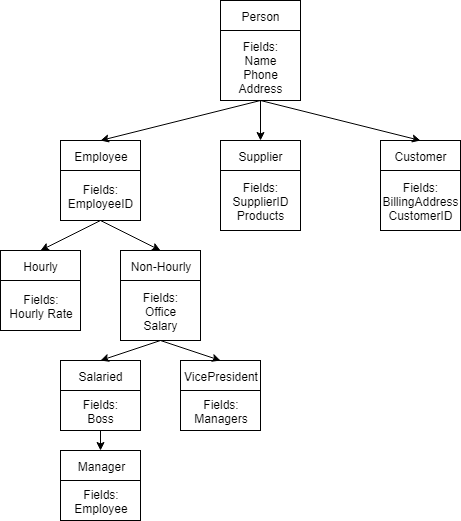 Person
Fields:
Name
Phone
Address
Employee
Fields:
EmployeeID
Supplier
Fields:
SupplierID
Products
Customer
Fields:
BillingAddress
CustomerID
Hourly
Fields:
Hourly Rate
Non-Hourly
Fields:
Office
Salary
Salaried
Fields:
Boss
VicePresident
Fields:
Managers
Manager
Fields:
Employee